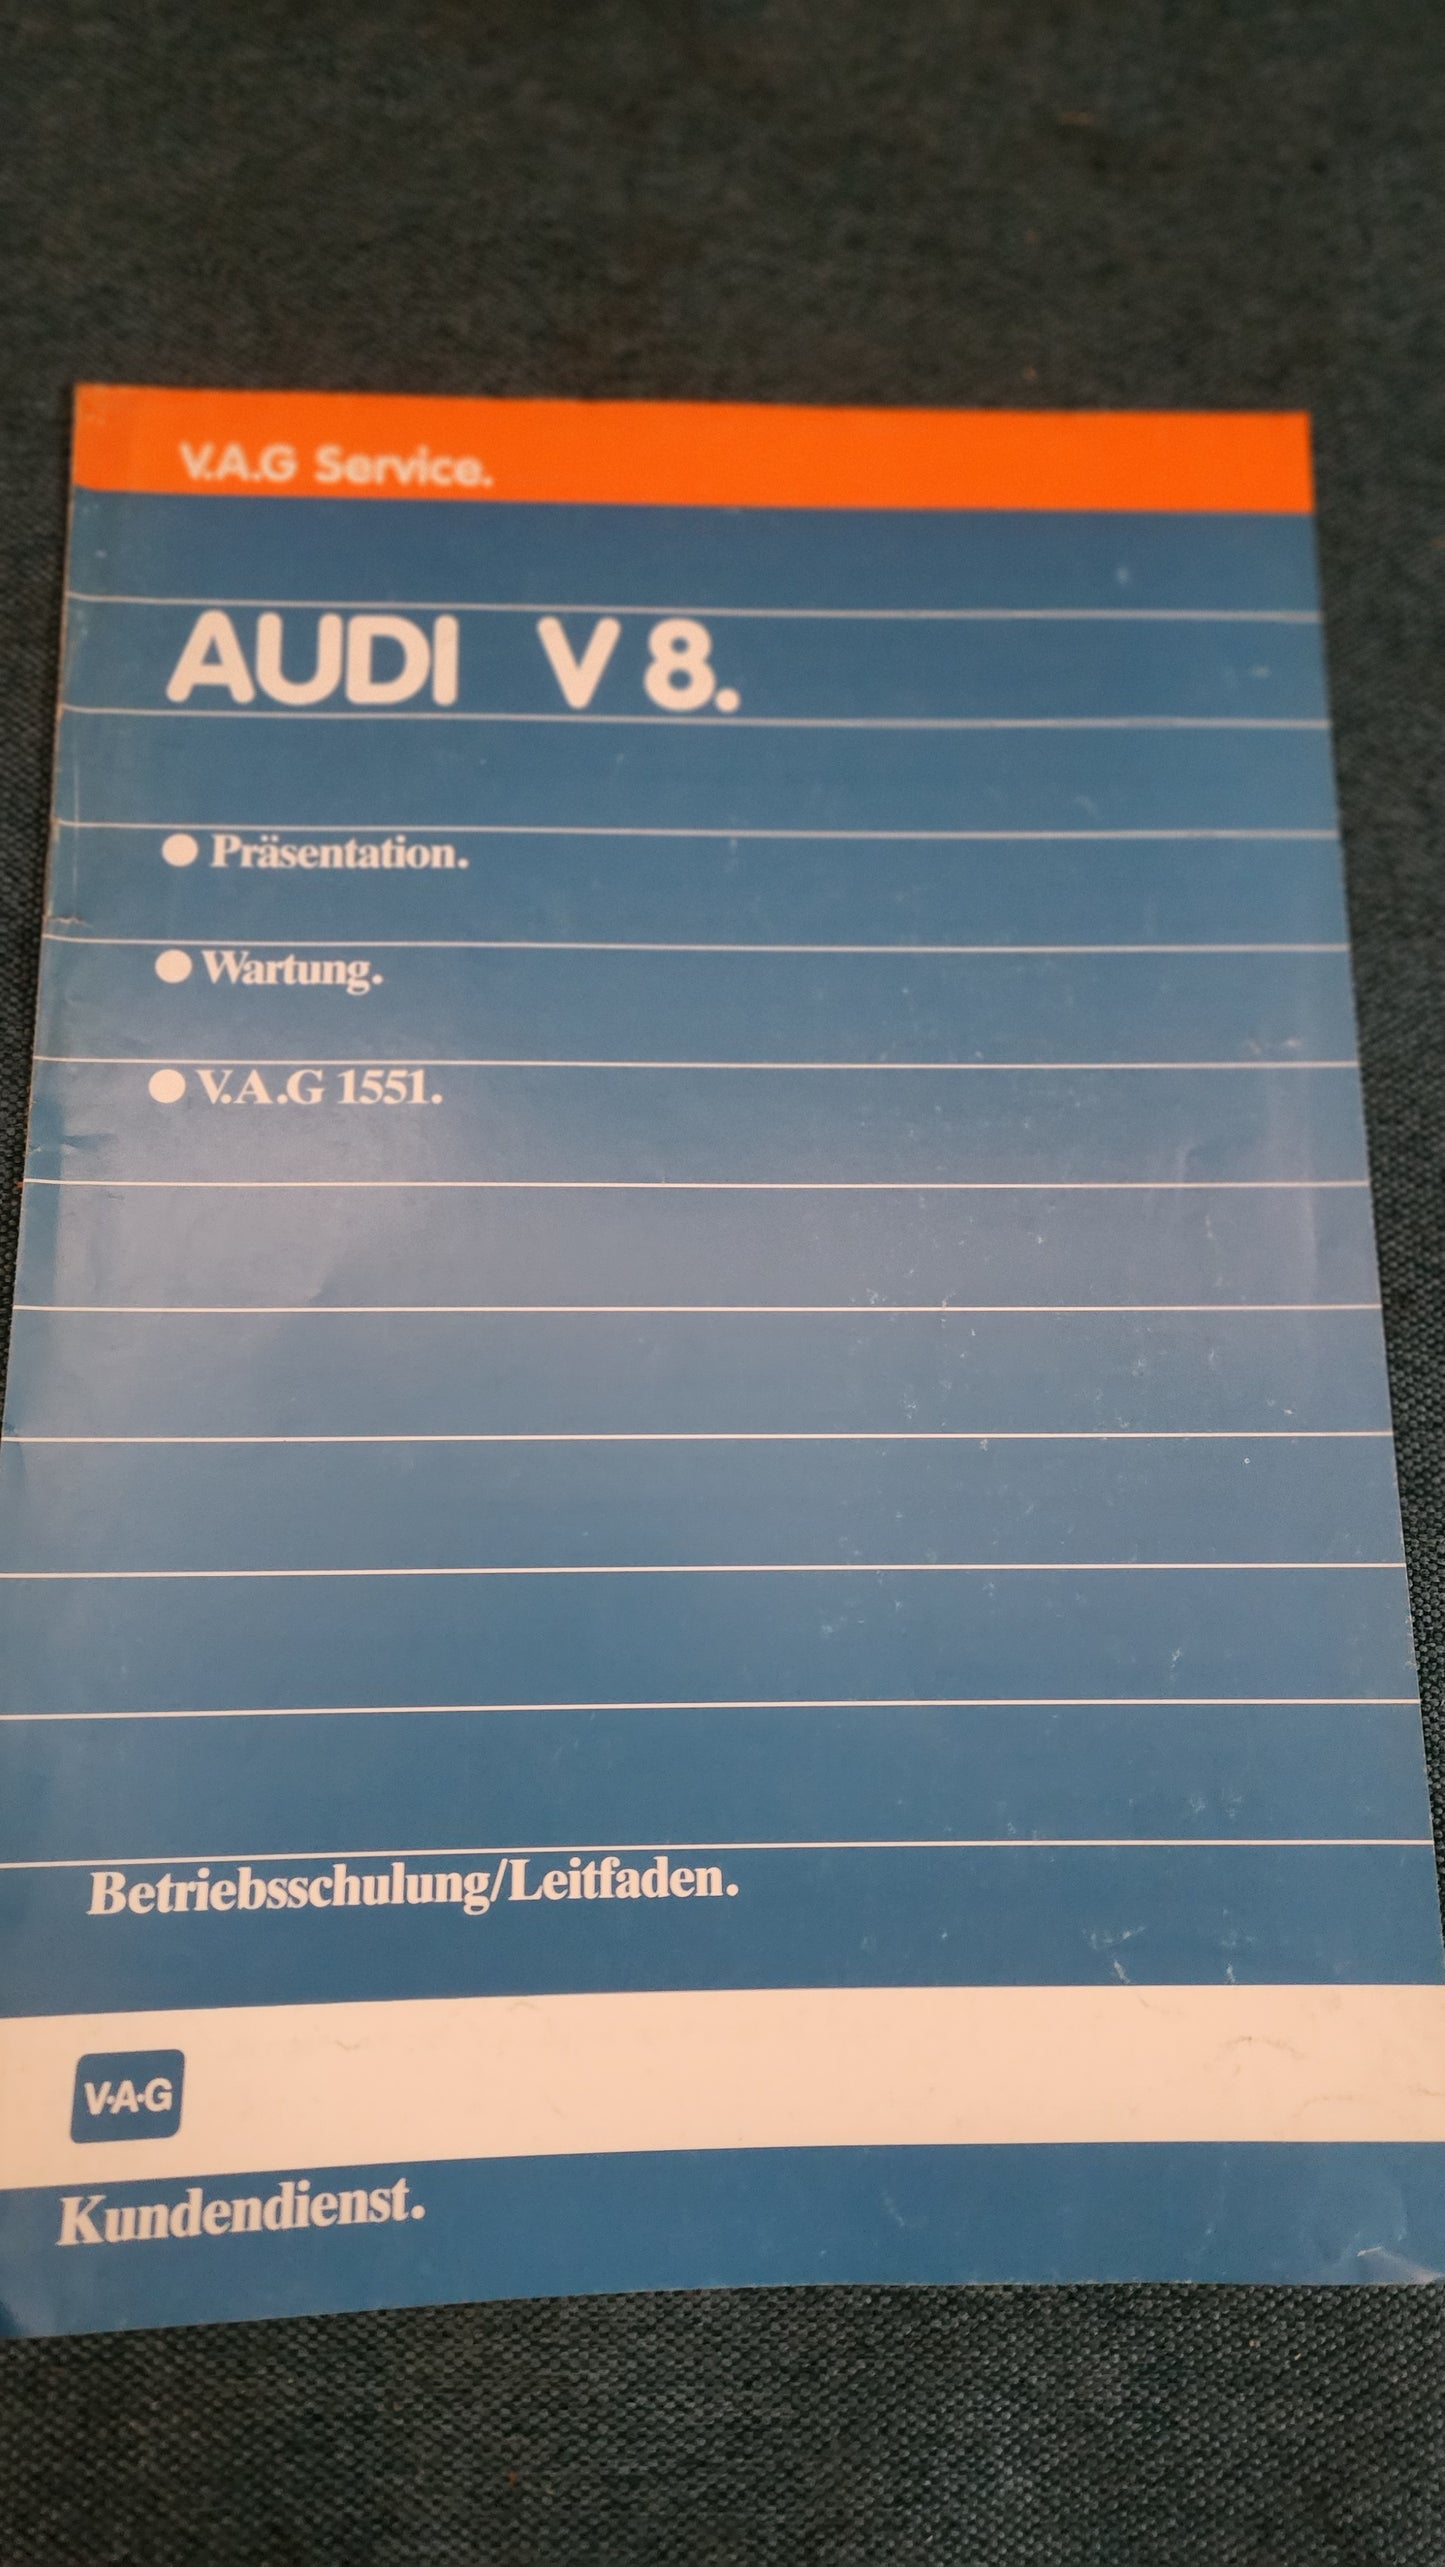 V.A.G Service.
AUDI V 8.
● Präsentation.
● Wartung.
● V.A.G 1551.
Betriebsschulung/Leitfaden.
V·A·G
Kundendienst.